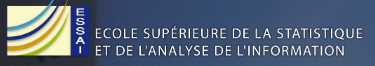 ESSAI
ECOLE SUPÉRIEURE DE LA STATISTIQUE
ET DE L'ANALYSE DE L'INFORMATION